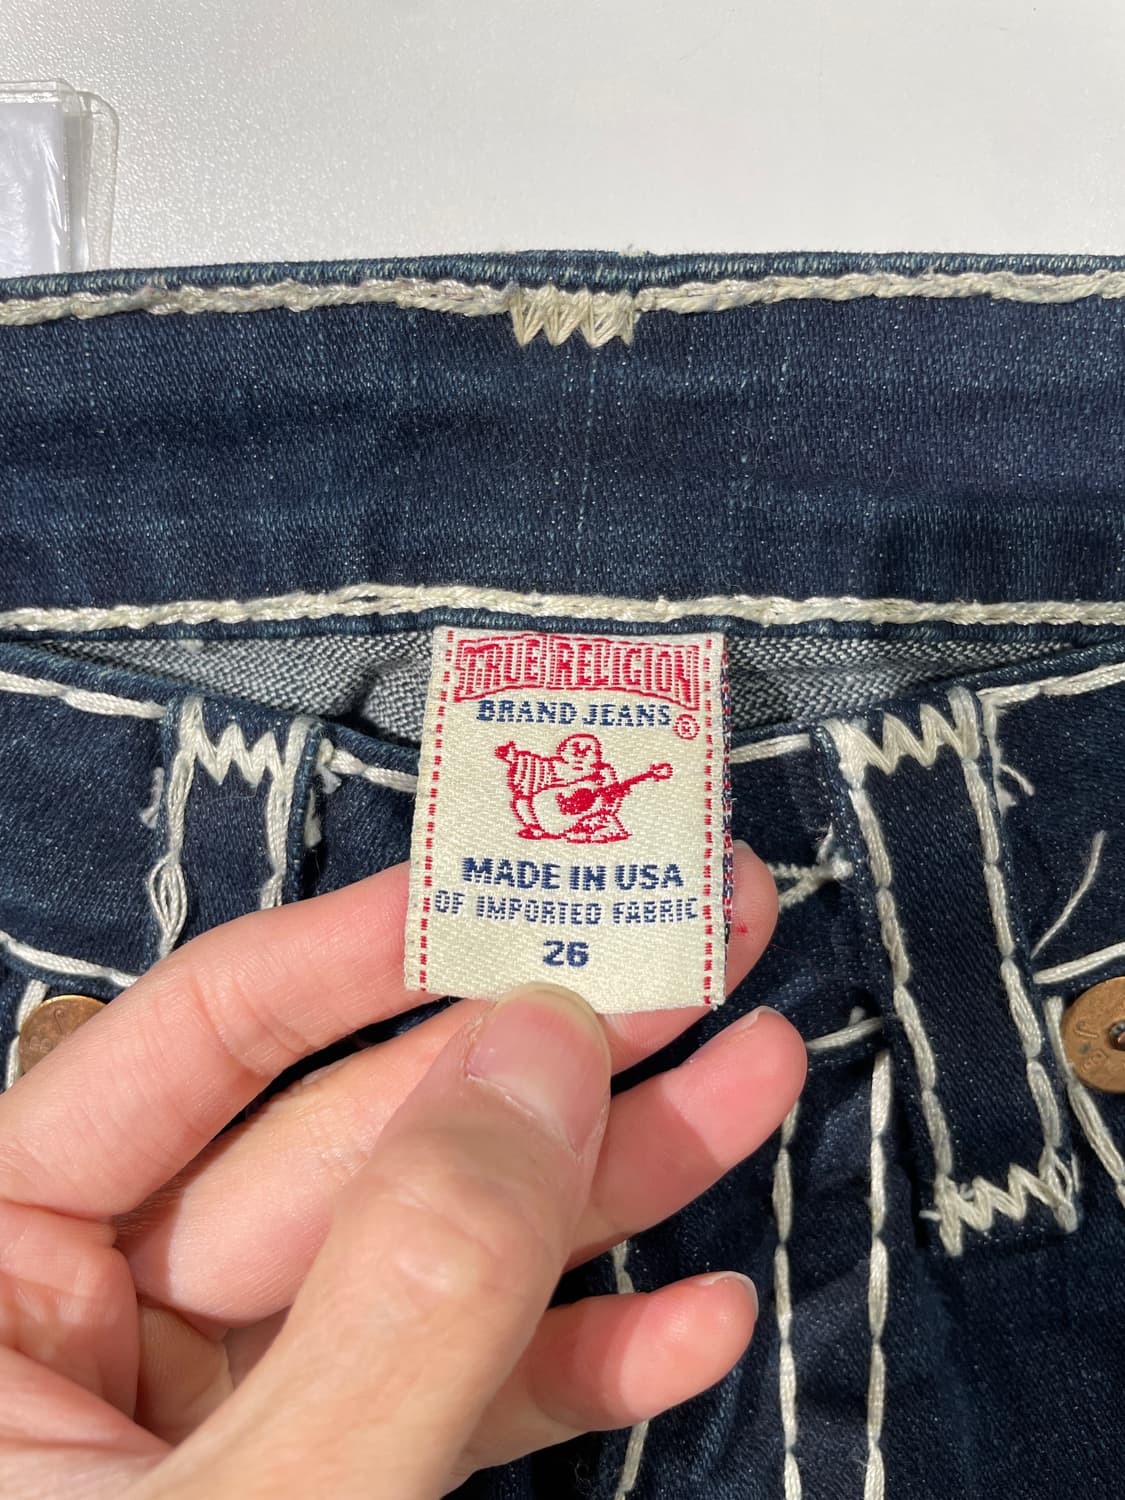 TRUE RELIGION
BRAND JEANS®
MADE IN USA
OF IMPORTED FABRIC
26